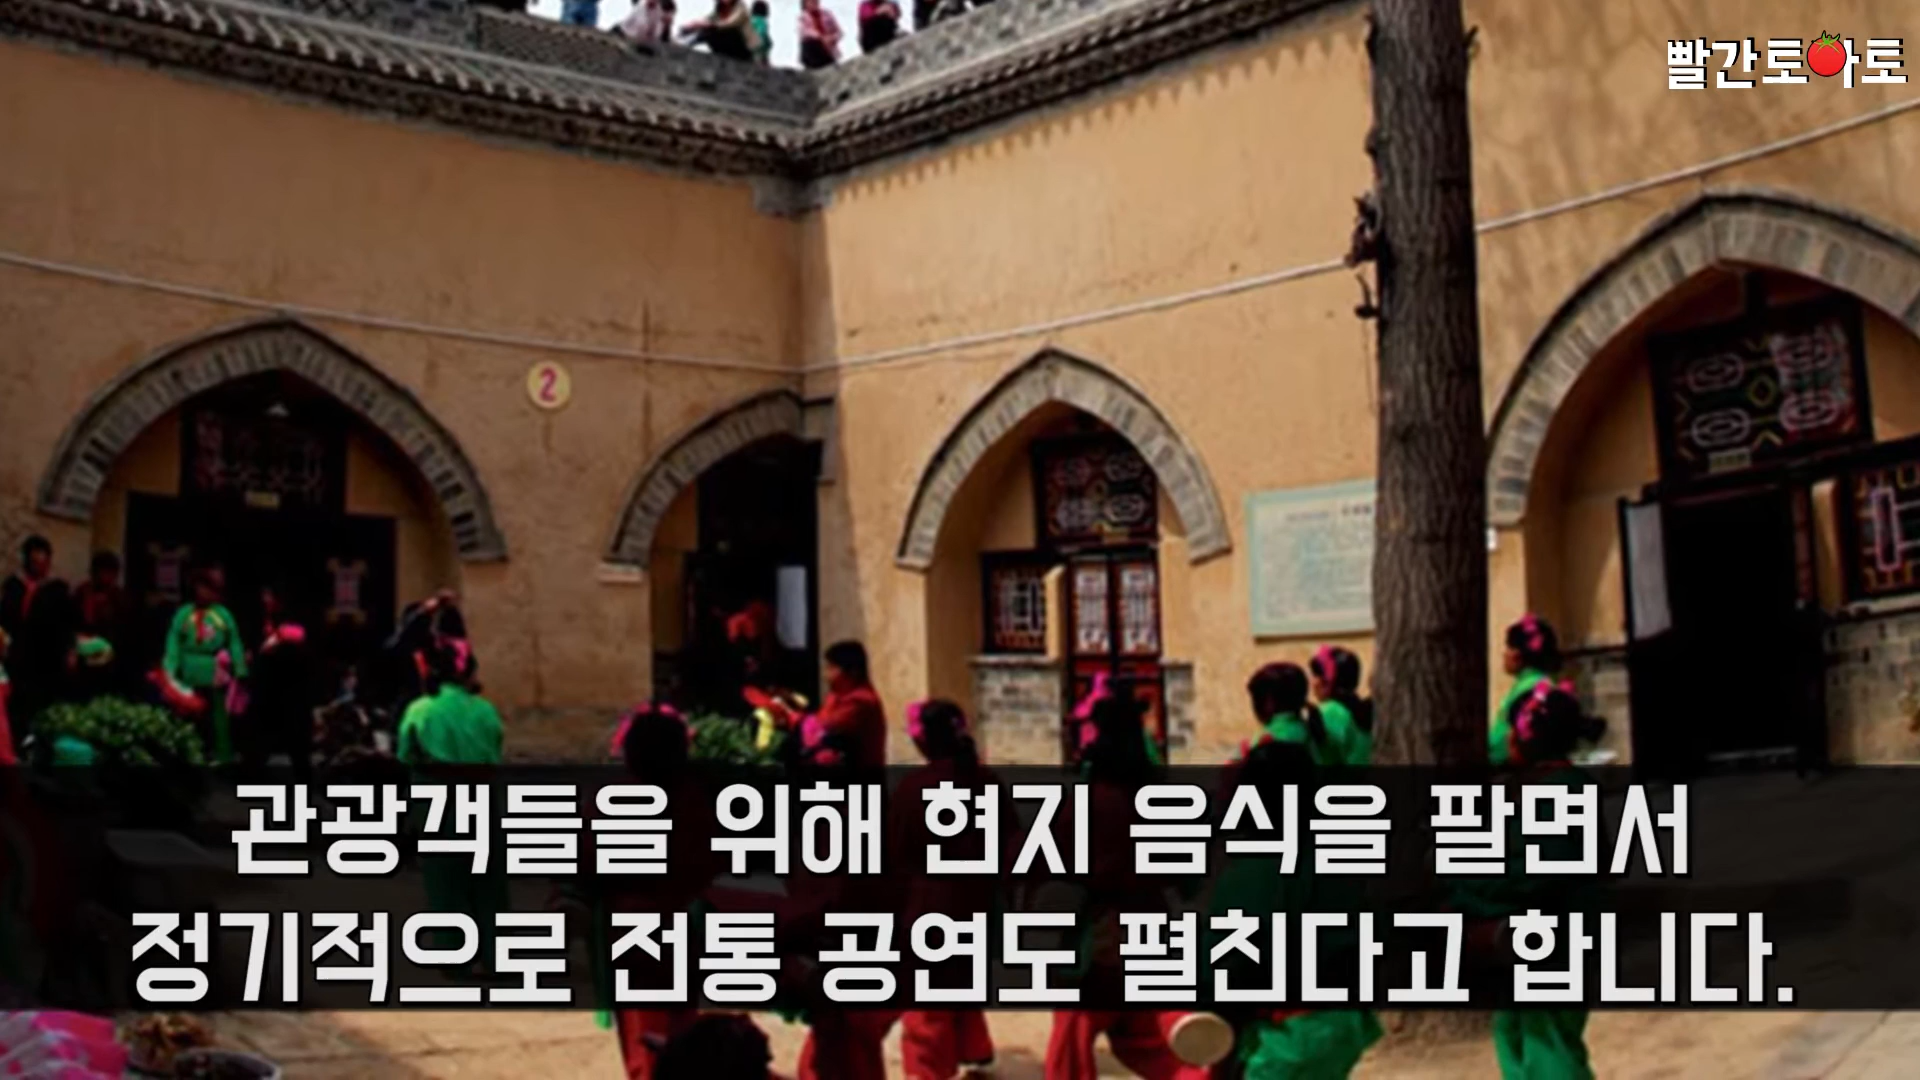 빨간토마토
2
관광객들을 위해 현지 음식을 팔면서
정기적으로 전통 공연도 펼친다고 합니다.